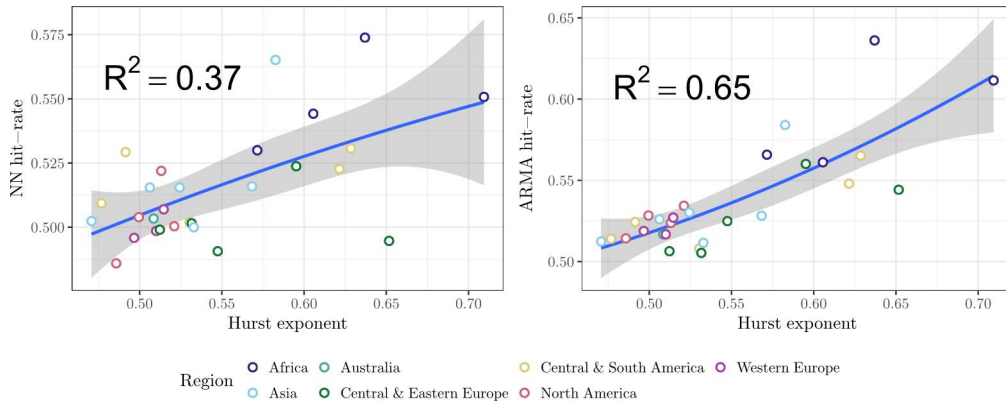 R² = 0.37
NN hit-rate
0.575
0.550
0.525
0.500
0.50
0.55
0.60
0.65
0.70
Hurst exponent
R² = 0.65
ARMA hit-rate
0.65
0.60
0.55
0.50
0.50
0.55
0.60
0.65
0.70
Hurst exponent
Region
Africa
Australia
Central & South America
Western Europe
Asia
Central & Eastern Europe
North America